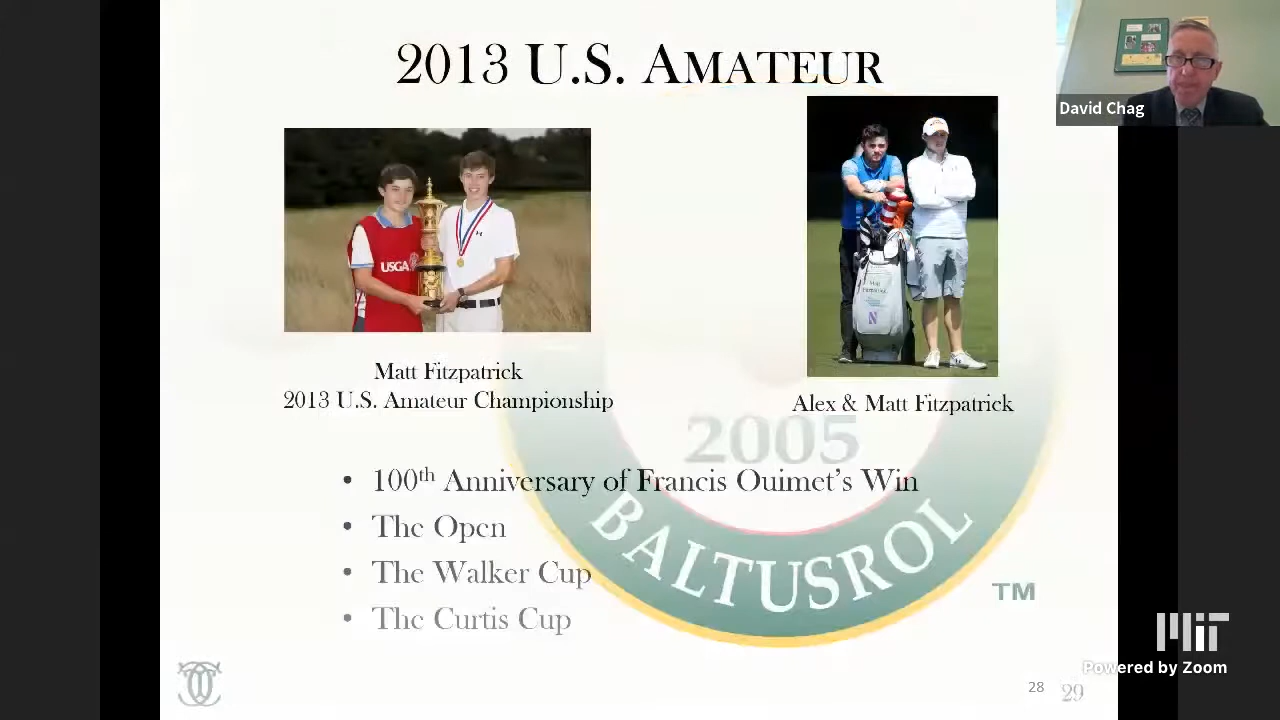 2013 U.S. AMATEUR
David Chag
USGA
Matt Fitzpatrick
2013 U.S. Amateur Championship
Alex & Matt Fitzpatrick
2005
• 100th Anniversary of Francis Ouimet's Win
• The Open
• The Walker Cup
• The Curtis Cup
BALTUSROL
TM
MIT
Powered by Zoom
28
29
N